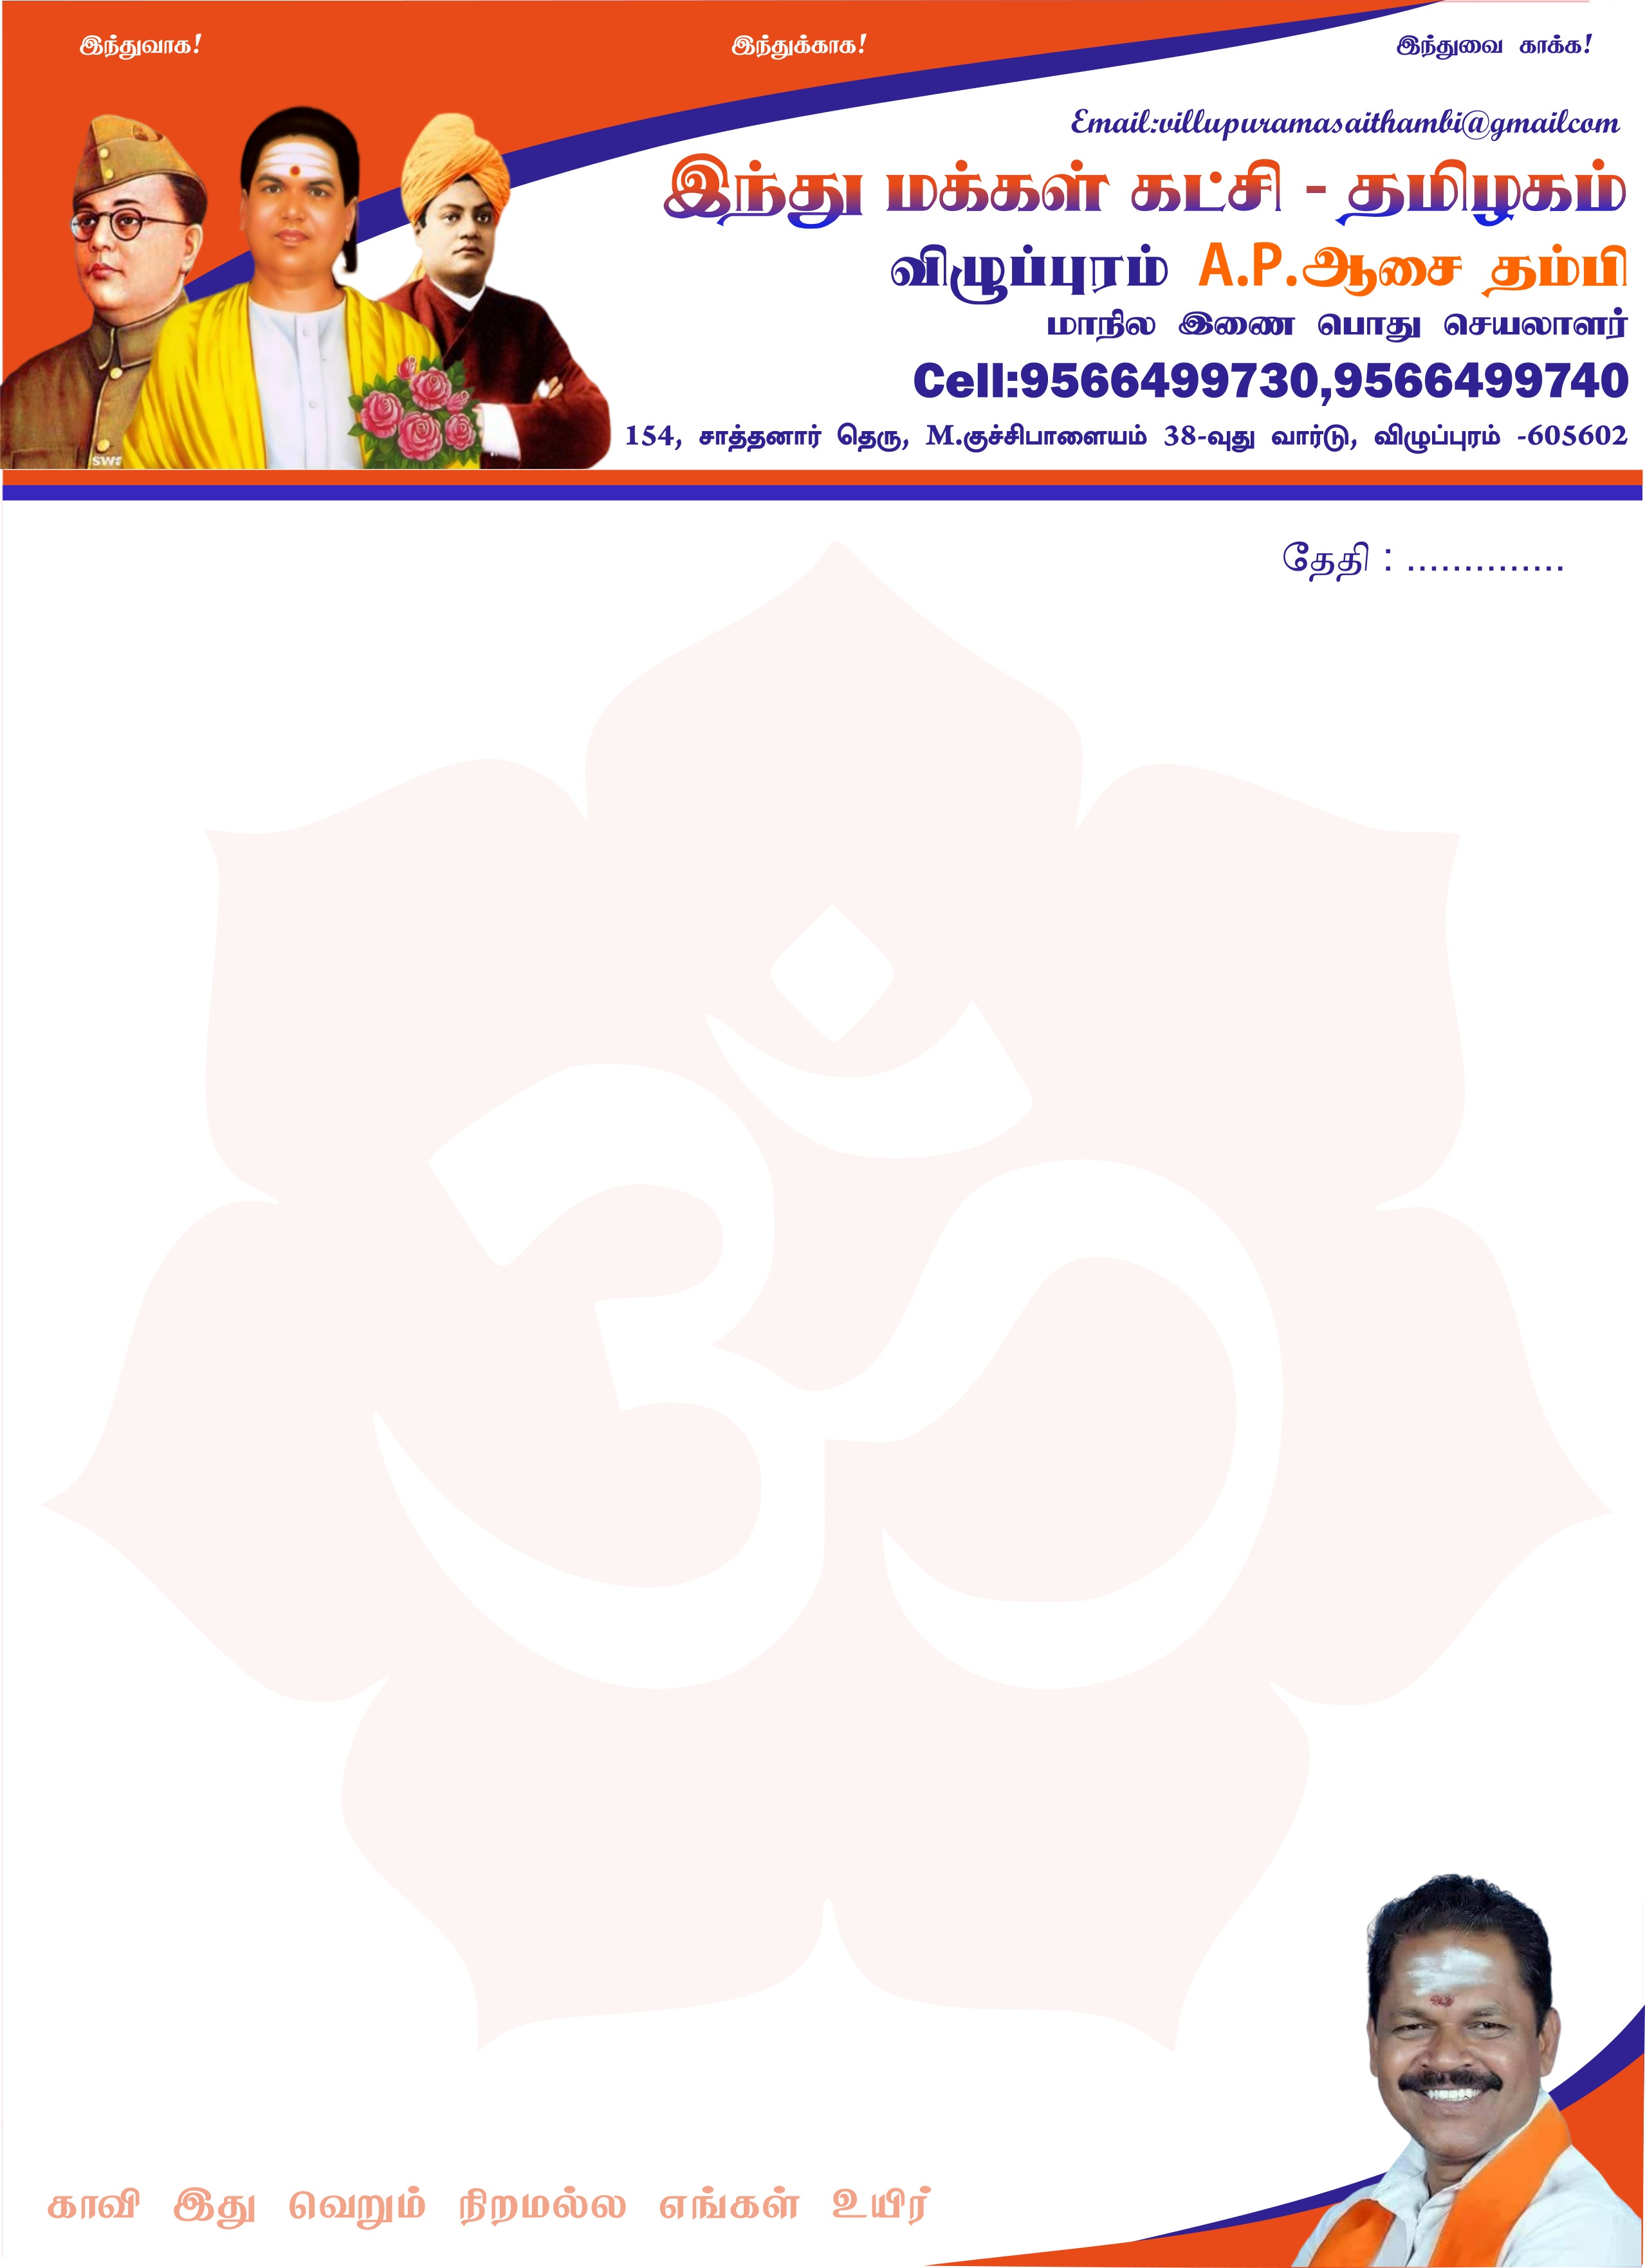 இந்துவாக! இந்துக்காக! இந்துவை காக்க!
Email:villupuramasaithambi@gmailcom
இந்து மக்கள் கட்சி - தமிழகம்
விழுப்புரம் A.P.ஆசை தம்பி
மாநில இணை பொது செயலாளர்
Cell:9566499730,9566499740
154, சாத்தனார் தெரு, M.குச்சிபாளையம் 38-வுது வார்டு, விழுப்புரம் -605602
SWS
தேதி : ..............
ॐ
காவி இது வெறும் நிறமல்ல எங்கள் உயிர்